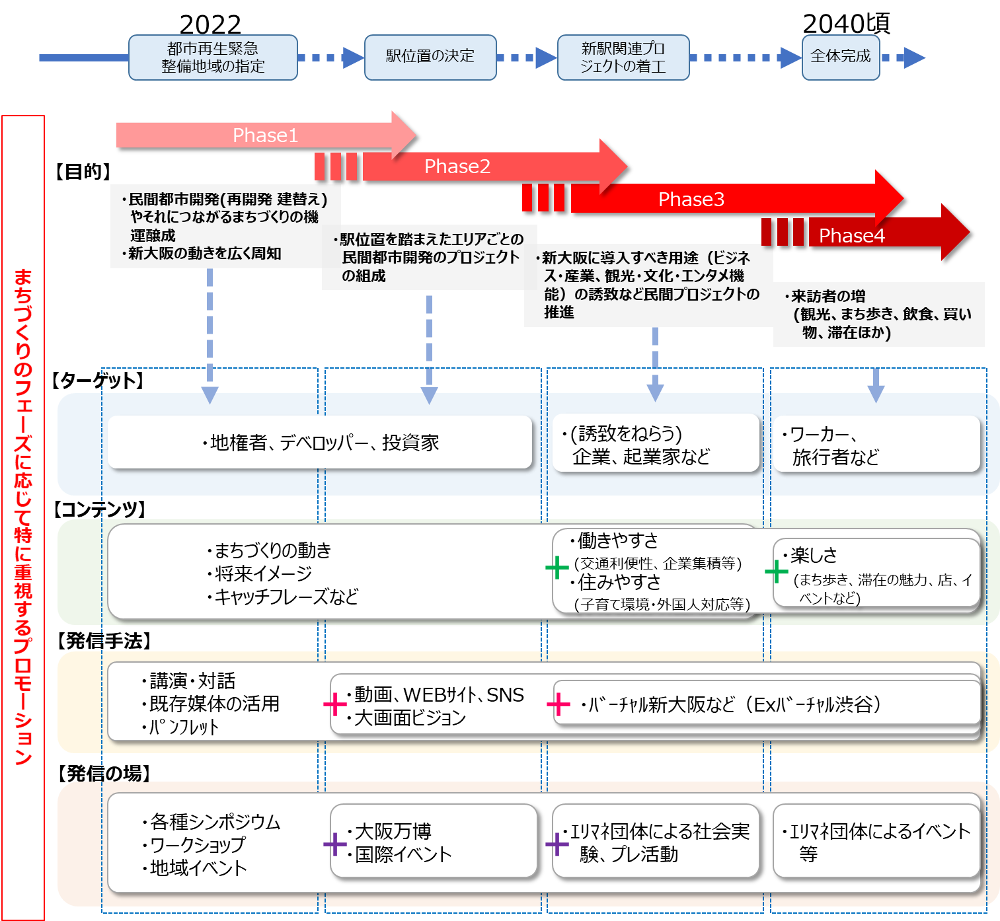 2022
都市再生緊急
整備地域の指定
駅位置の決定
新駅関連プロ
ジェクトの着工
2040頃
全体完成
まちづくりのフェーズに応じて特に重視するプロモーション
Phase1
Phase2
Phase3
Phase4
【目的】
・民間都市開発(再開発 建替え)
やそれにつながるまちづくりの機
運醸成
・新大阪の動きを広く周知
・駅位置を踏まえたエリアごとの
民間都市開発のプロジェクト
の組成
・新大阪に導入すべき用途（ビジネ
ス・産業、観光・文化・エンタメ機
能）の誘致など民間プロジェクトの
推進
・来訪者の増
(観光、まち歩き、飲食、買い
物、滞在ほか)
【ターゲット】
・地権者、デベロッパー、投資家
・(誘致をねらう)
企業、起業家など
・ワーカー、
旅行者など
【コンテンツ】
・まちづくりの動き
・将来イメージ
・キャッチフレーズなど
+
・働きやすさ
(交通利便性、企業集積等)
・住みやすさ
(子育て環境・外国人対応等)
+
・楽しさ
(まち歩き、滞在の魅力、店、イ
ベントなど)
【発信手法】
・講演・対話
・既存媒体の活用
・ﾊﾟﾝﾌﾚｯﾄ
+
・動画、WEBｻｲﾄ、SNS
・大画面ビジョン
+
・ﾊﾞｰﾁｬﾙ新大阪など（Exﾊﾞｰﾁｬﾙ渋谷）
【発信の場】
・各種シンポジウム
・ワークショップ
・地域イベント
+
・大阪万博
・国際イベント
+
・ｴﾘﾏﾈ団体による社会実
験、プレ活動
・ｴﾘﾏﾈ団体によるイベント
等